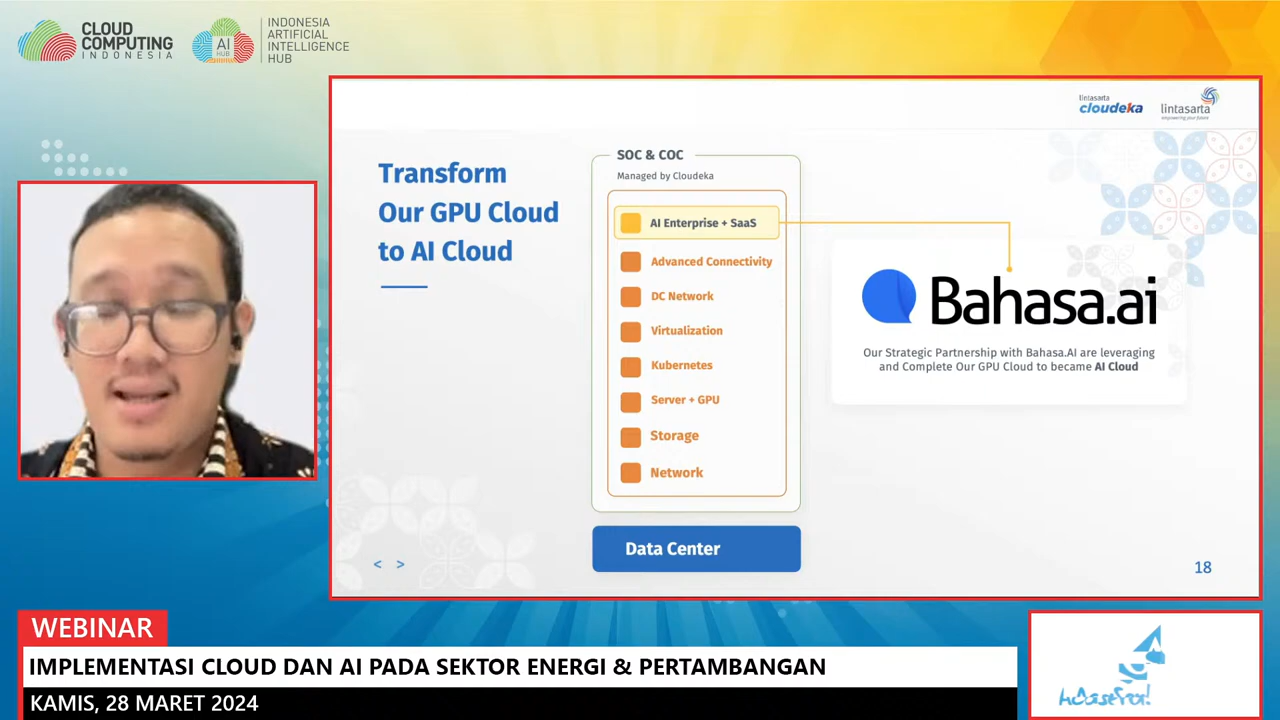 CLOUD
COMPUTING
INDONESIA
AI
HUB
INDONESIA
ARTIFICIAL
INTELLIGENCE
HUB
lintasarta
cloudeka
lintasarta
empowering your future
Transform
Our GPU Cloud
to AI Cloud
SOC & COC
Managed by Cloudeka
AI Enterprise + SaaS
Advanced Connectivity
DC Network
Virtualization
Kubernetes
Server + GPU
Storage
Network
Data Center
Bahasa.ai
Our Strategic Partnership with Bahasa.AI are leveraging
and Complete Our GPU Cloud to became AI Cloud
< >
18
WEBINAR
IMPLEMENTASI CLOUD DAN AI PADA SEKTOR ENERGI & PERTAMBANGAN
KAMIS, 28 MARET 2024